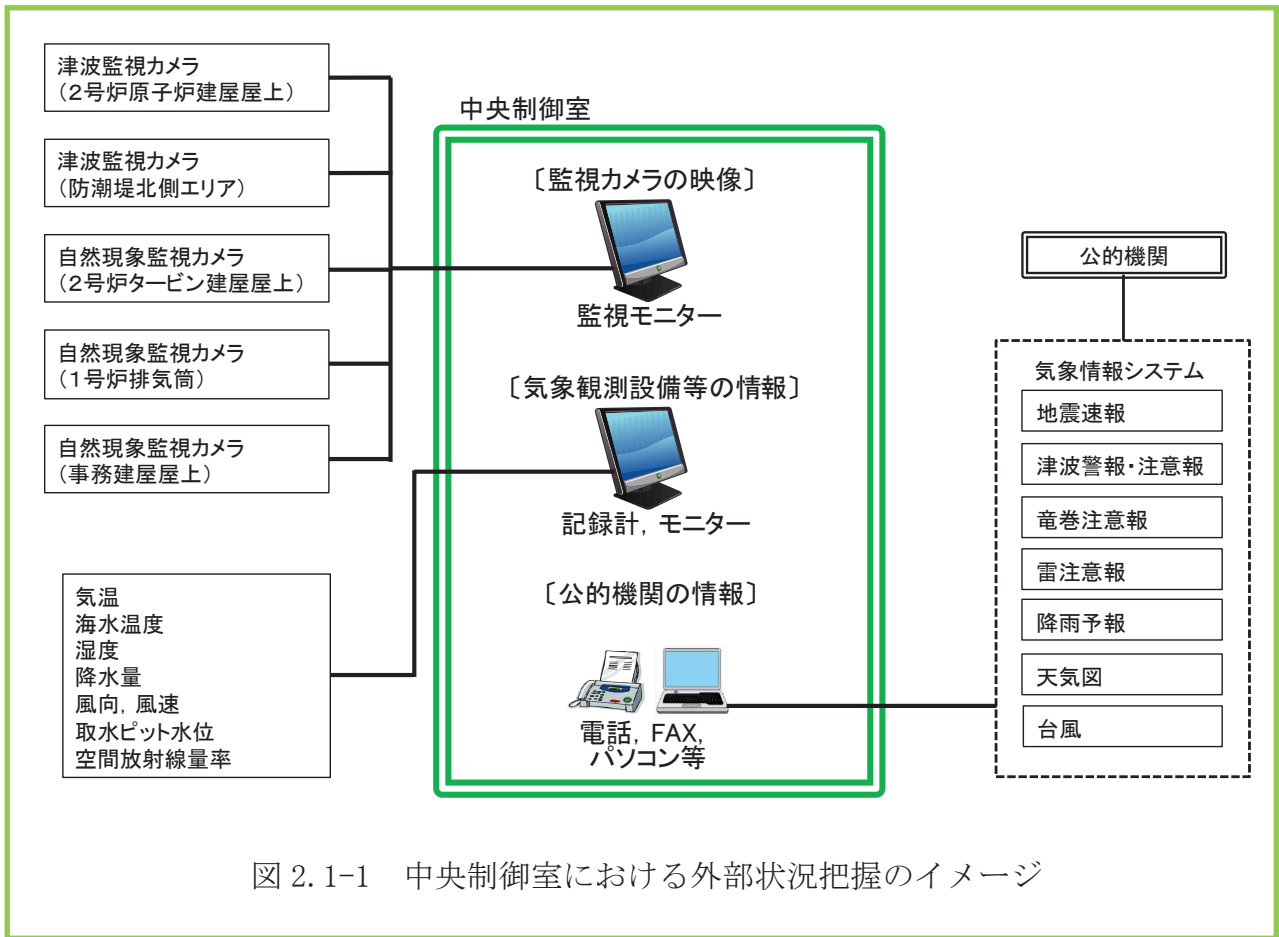 津波監視カメラ
(2号炉原子炉建屋屋上)
津波監視カメラ
(防潮堤北側エリア)
自然現象監視カメラ
(2号炉タービン建屋屋上)
自然現象監視カメラ
(1号炉排気筒)
自然現象監視カメラ
(事務建屋屋上)
気温
海水温度
湿度
降水量
風向,風速
取水ピット水位
空間放射線量率
中央制御室
〔監視カメラの映像〕
監視モニター
〔気象観測設備等の情報〕
記録計,モニター
〔公的機関の情報〕
電話,FAX,
パソコン等
公的機関
気象情報システム
地震速報
津波警報・注意報
竜巻注意報
雷注意報
降雨予報
天気図
台風
図 2.1-1 中央制御室における外部状況把握のイメージ